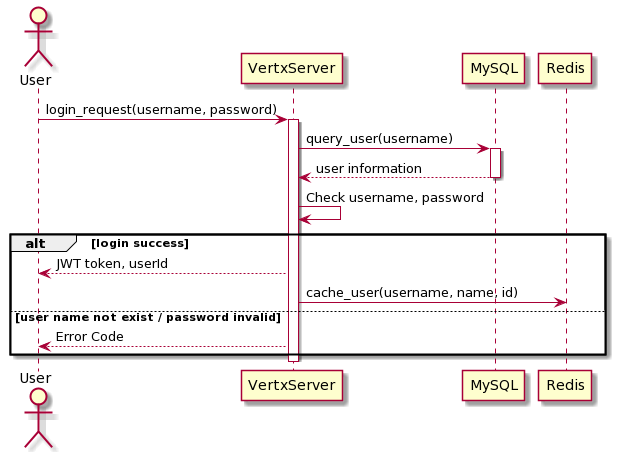 User
VertxServer
MySQL
Redis
login_request(username, password)
query_user(username)
user information
Check username, password
alt
[login success]
JWT token, userId
cache_user(username, name, id)
[user name not exist / password invalid]
Error Code
User
VertxServer
MySQL
Redis